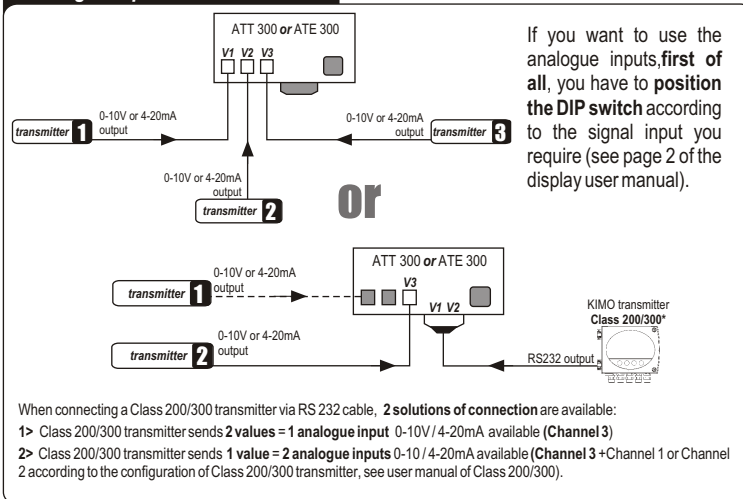 ATT 300 or ATE 300
V1 V2 V3
0-10V or 4-20mA
output
transmitter 1
0-10V or 4-20mA
output
transmitter 3
0-10V or 4-20mA
output
transmitter 2
If you want to use the
analogue inputs,first of
all, you have to position
the DIP switch according
to the signal input you
require (see page 2 of the
display user manual).
or
ATT 300 or ATE 300
V3
V1 V2
0-10V or 4-20mA
output
transmitter 1
0-10V or 4-20mA
output
transmitter 2
KIMO transmitter
Class 200/300*
RS232 output
When connecting a Class 200/300 transmitter via RS 232 cable, 2 solutions of connection are available:
1> Class 200/300 transmitter sends 2 values = 1 analogue input 0-10V / 4-20mA available (Channel 3)
2> Class 200/300 transmitter sends 1 value = 2 analogue inputs 0-10 / 4-20mA available (Channel 3 +Channel 1 or Channel
2 according to the configuration of Class 200/300 transmitter, see user manual of Class 200/300).